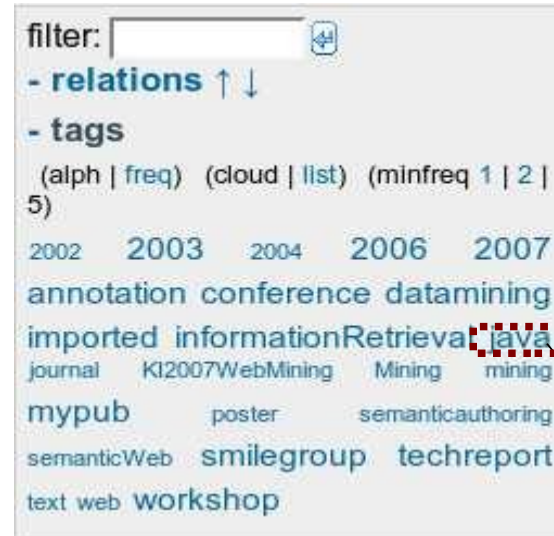 filter:
- relations ↑ ↓
- tags
(alph | freq) (cloud | list) (minfreq 1 | 2 |
5)
2002 2003 2004 2006 2007
annotation conference datamining
imported informationRetrieval java
journal KI2007WebMining Mining mining
mypub poster semanticauthoring
semanticWeb smilegroup techreport
text web workshop